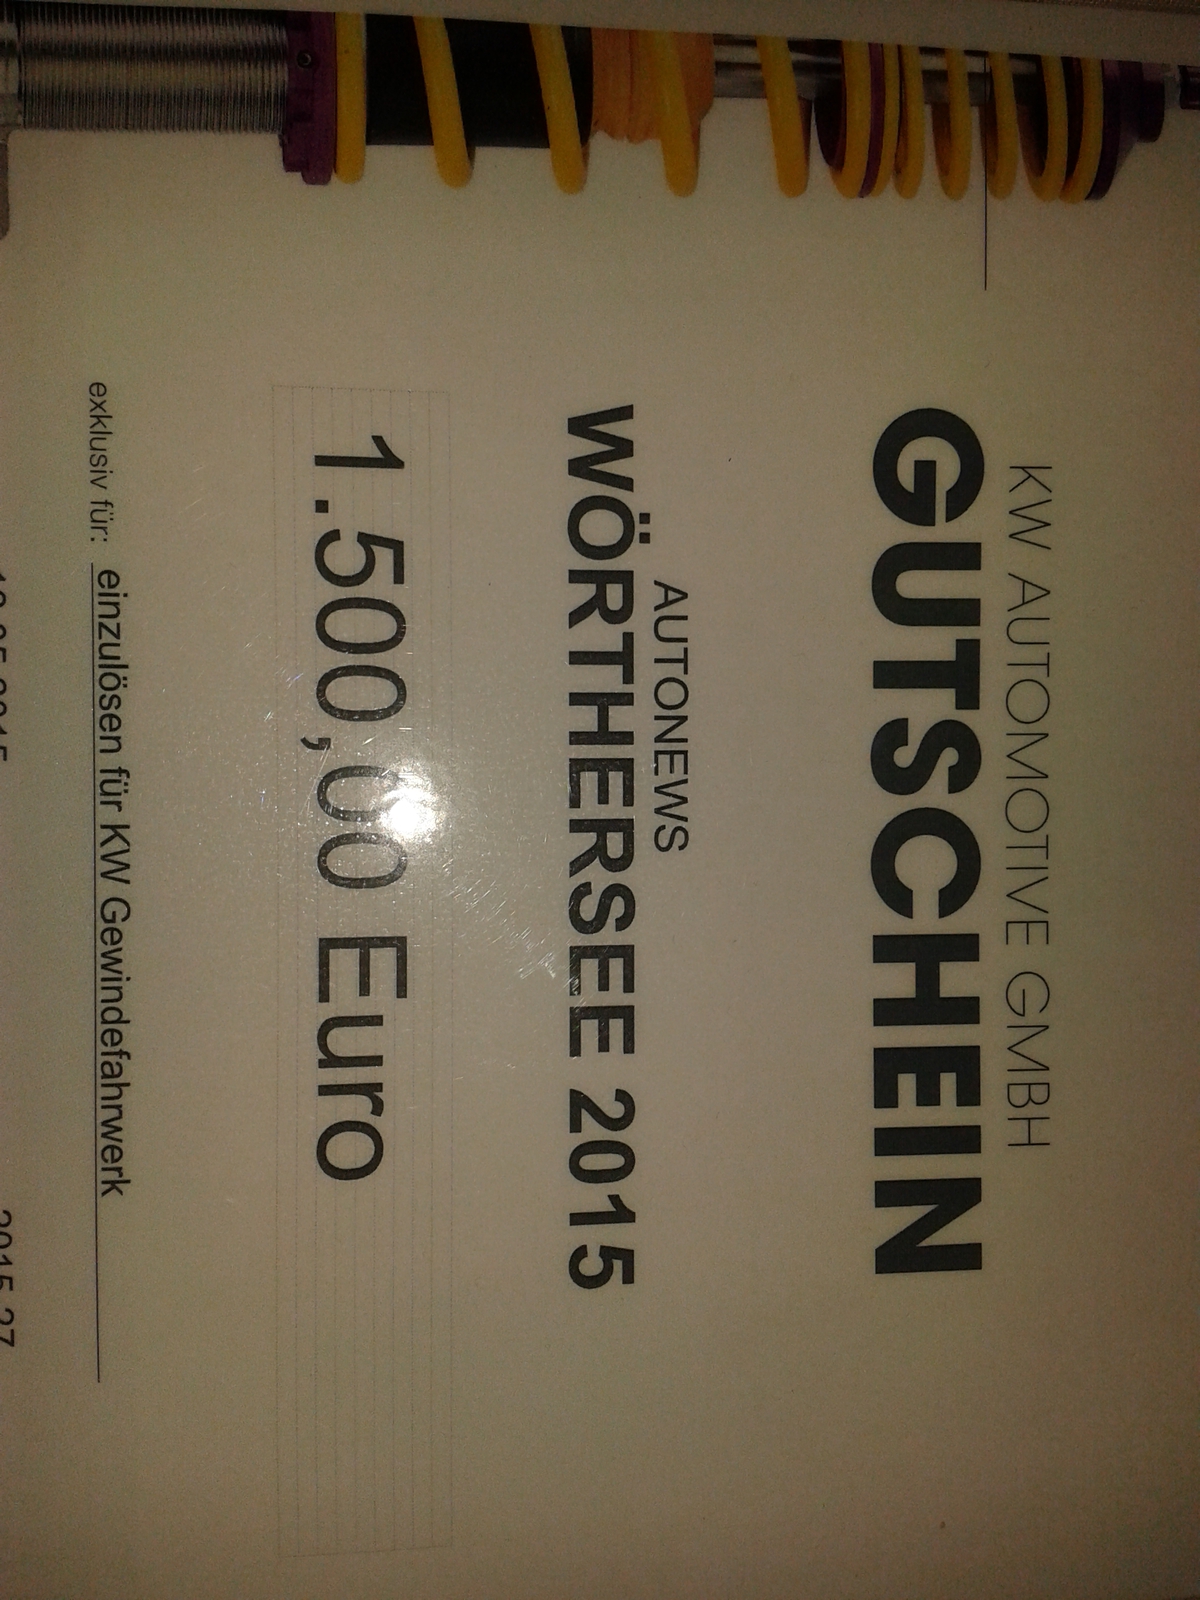 KW AUTOMOTIVE GMBH
GUTSCHEIN
AUTONEWS
WÖRTHERSEE 2015
1.500,00 Euro
exklusiv für: einzulösen für KW Gewindefahrwerk